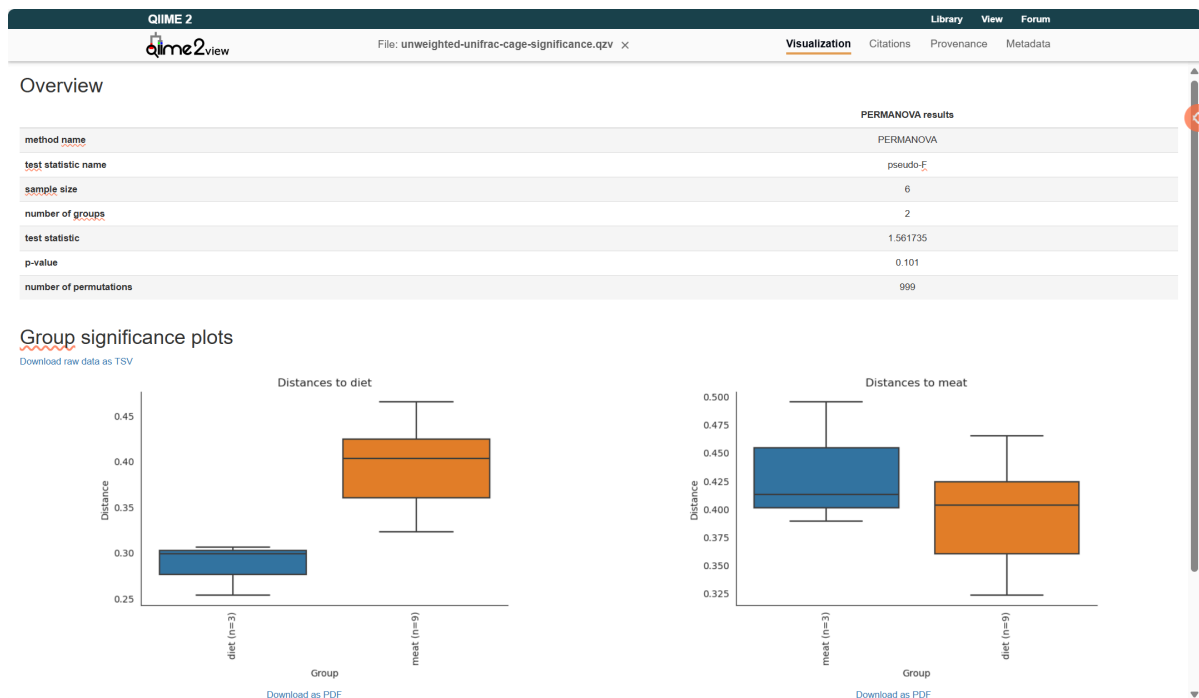 QIIME 2
Library View Forum
qiime2view
File: unweighted-unifrac-cage-significance.qzv ×
Visualization Citations Provenance Metadata
Overview
PERMANOVA results
method name PERMANOVA
test statistic name pseudo-F
sample size 6
number of groups 2
test statistic 1.561735
p-value 0.101
number of permutations 999
Group significance plots
Download raw data as TSV
Distances to diet
0.45
0.40
0.35
0.30
0.25
Distance
diet (n=3)
meat (n=9)
Group
Download as PDF
Distances to meat
0.500
0.475
0.450
0.425
0.400
0.375
0.350
0.325
Distance
meat (n=3)
diet (n=9)
Group
Download as PDF